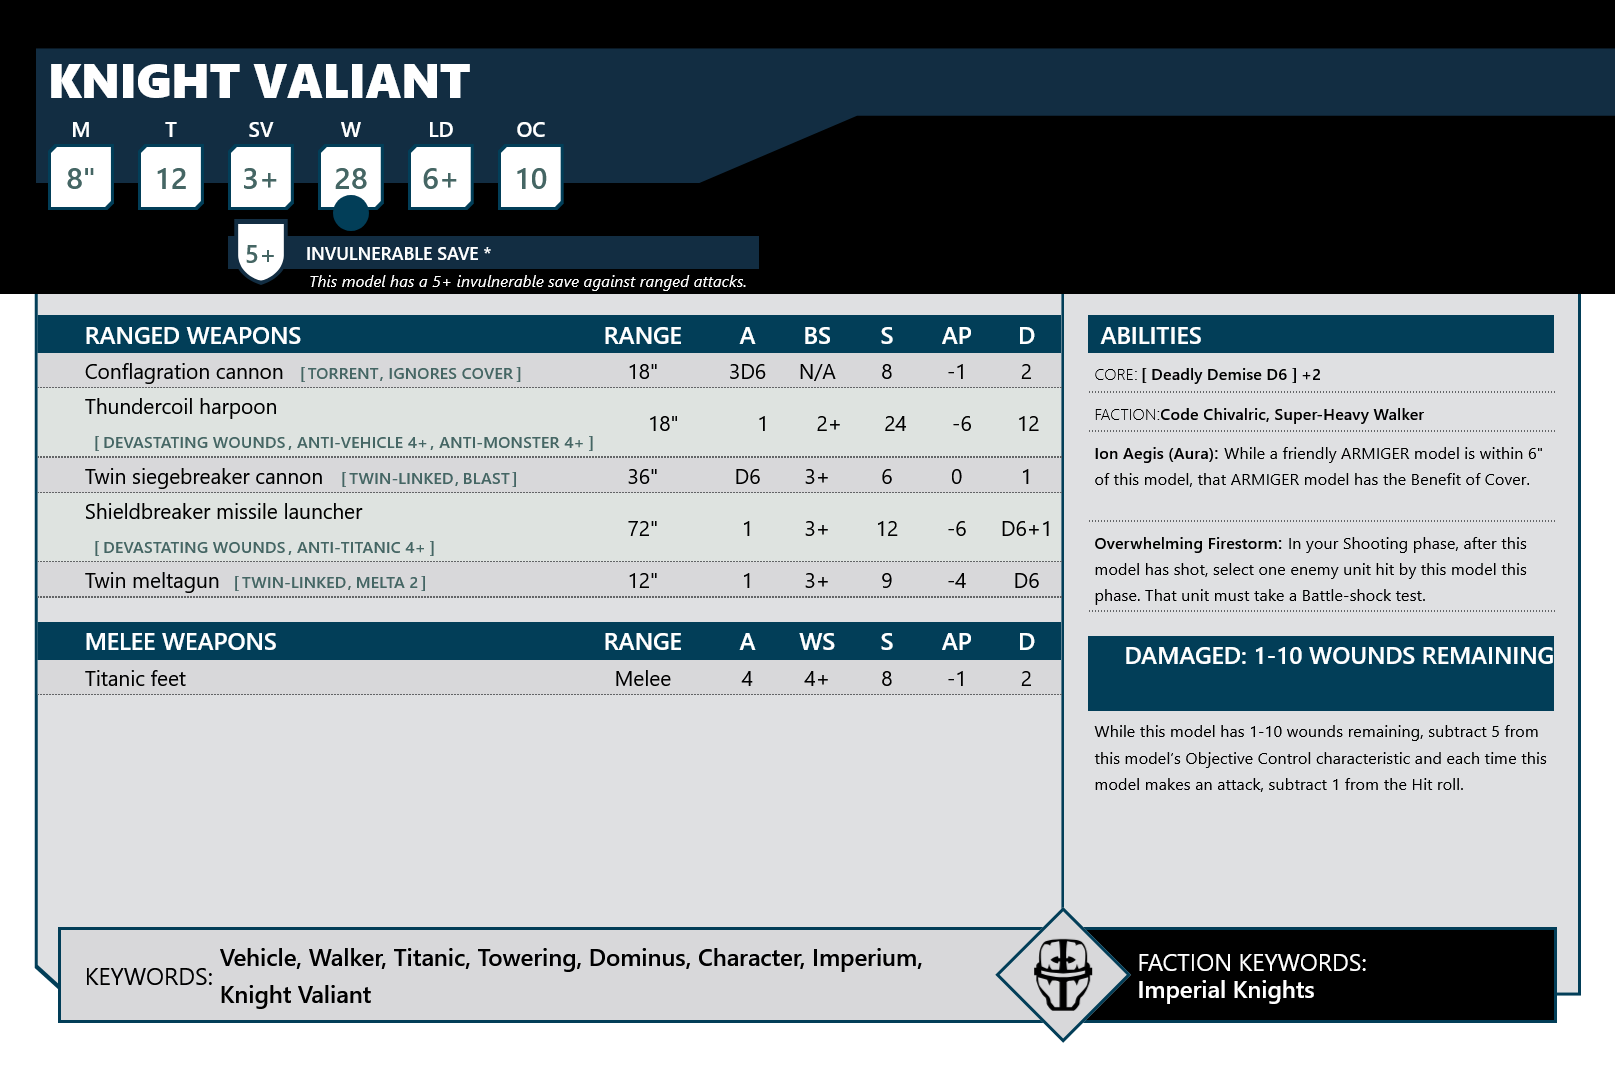 KNIGHT VALIANT
M T SV W LD OC
8" 12 3+ 28 6+ 10
5+ INVULNERABLE SAVE *
This model has a 5+ invulnerable save against ranged attacks.
RANGED WEAPONS RANGE A BS S AP D
Conflagration cannon [TORRENT, IGNORES COVER] 18" 3D6 N/A 8 -1 2
Thundercoil harpoon
[DEVASTATING WOUNDS, ANTI-VEHICLE 4+, ANTI-MONSTER 4+] 18" 1 2+ 24 -6 12
Twin siegebreaker cannon [TWIN-LINKED, BLAST] 36" D6 3+ 6 0 1
Shieldbreaker missile launcher
[DEVASTATING WOUNDS, ANTI-TITANIC 4+] 72" 1 3+ 12 -6 D6+1
Twin meltagun [TWIN-LINKED, MELTA 2] 12" 1 3+ 9 -4 D6
MELEE WEAPONS RANGE A WS S AP D
Titanic feet Melee 4 4+ 8 -1 2
ABILITIES
CORE: [ Deadly Demise D6 ] +2
FACTION:Code Chivalric, Super-Heavy Walker
Ion Aegis (Aura): While a friendly ARMIGER model is within 6"
of this model, that ARMIGER model has the Benefit of Cover.
Overwhelming Firestorm: In your Shooting phase, after this
model has shot, select one enemy unit hit by this model this
phase. That unit must take a Battle-shock test.
DAMAGED: 1-10 WOUNDS REMAINING
While this model has 1-10 wounds remaining, subtract 5 from
this model's Objective Control characteristic and each time this
model makes an attack, subtract 1 from the Hit roll.
KEYWORDS: Vehicle, Walker, Titanic, Towering, Dominus, Character, Imperium,
Knight Valiant
FACTION KEYWORDS:
Imperial Knights